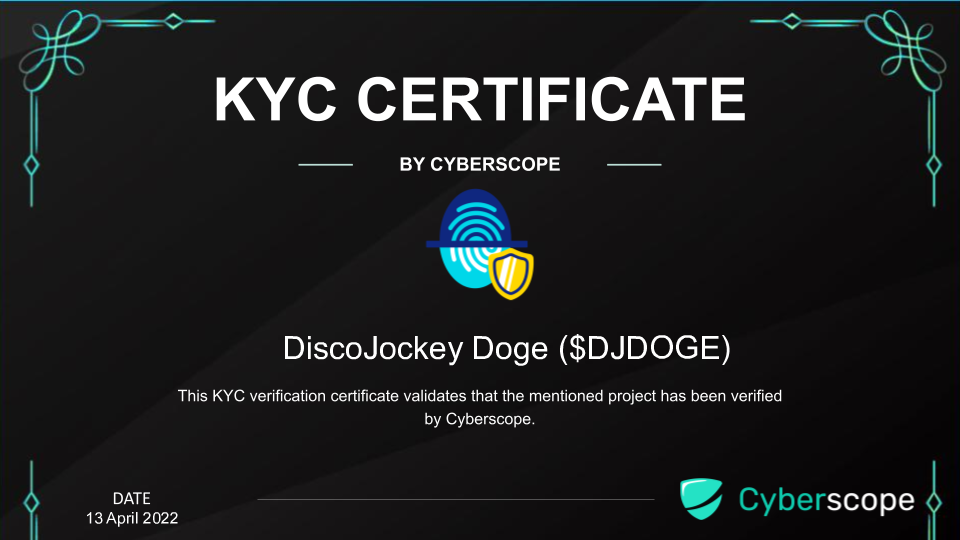 KYC CERTIFICATE
BY CYBERSCOPE
DiscoJockey Doge ($DJDOGE)
This KYC verification certificate validates that the mentioned project has been verified
by Cyberscope.
DATE
13 April 2022
Cyberscope